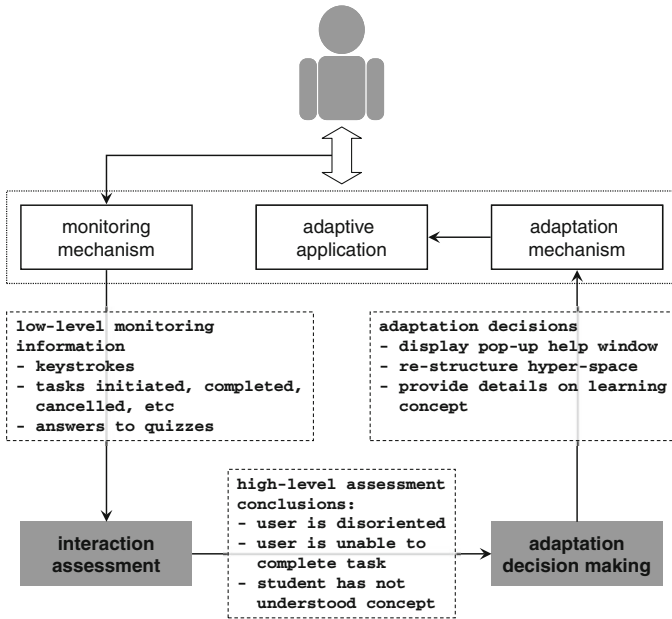 monitoring
mechanism
adaptive
application
adaptation
mechanism
low-level monitoring
information
- keystrokes
- tasks initiated, completed,
cancelled, etc
- answers to quizzes
adaptation decisions
- display pop-up help window
- re-structure hyper-space
- provide details on learning
concept
high-level assessment
conclusions:
- user is disoriented
- user is unable to
complete task
- student has not
understood concept
interaction
assessment
adaptation
decision making